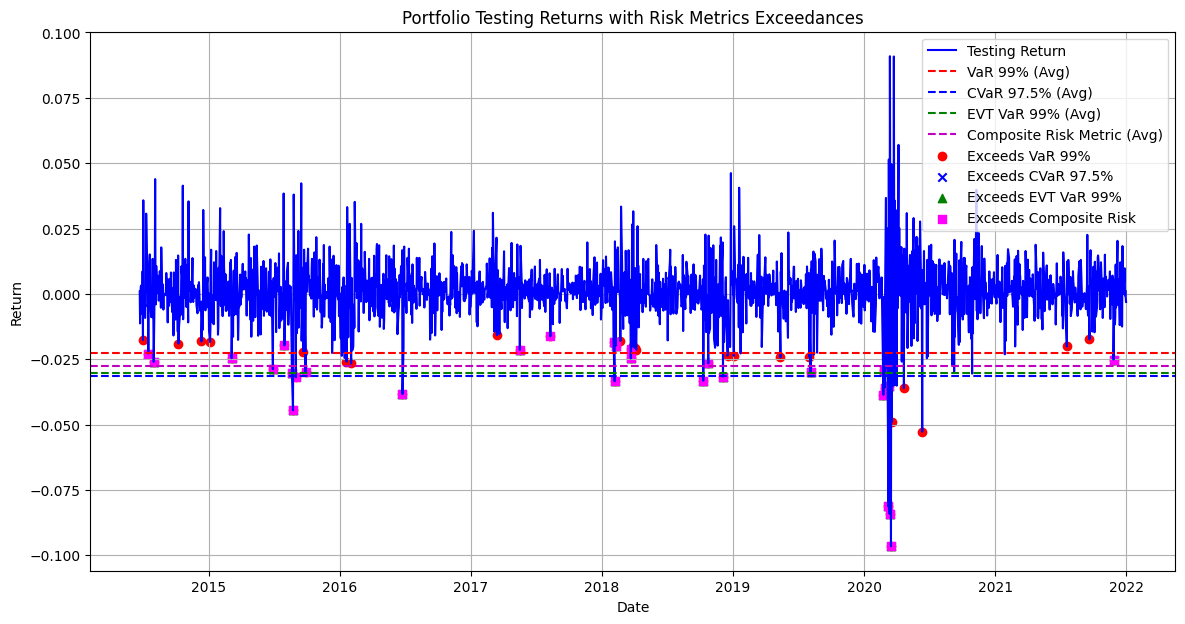 Portfolio Testing Returns with Risk Metrics Exceedances
0.100
0.075
0.050
0.025
0.000
−0.025
−0.050
−0.075
−0.100
Return
Testing Return
VaR 99% (Avg)
CVaR 97.5% (Avg)
EVT VaR 99% (Avg)
Composite Risk Metric (Avg)
Exceeds VaR 99%
Exceeds CVaR 97.5%
Exceeds EVT VaR 99%
Exceeds Composite Risk
2015 2016 2017 2018 2019 2020 2021 2022
Date